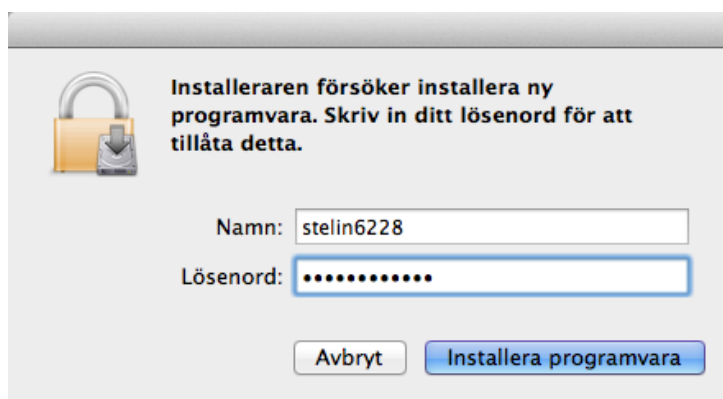 Installeraren försöker installera ny
programvara. Skriv in ditt lösenord för att
tillåta detta.
Namn: stelin6228
Lösenord: ••••••••••••
Avbryt Installera programvara